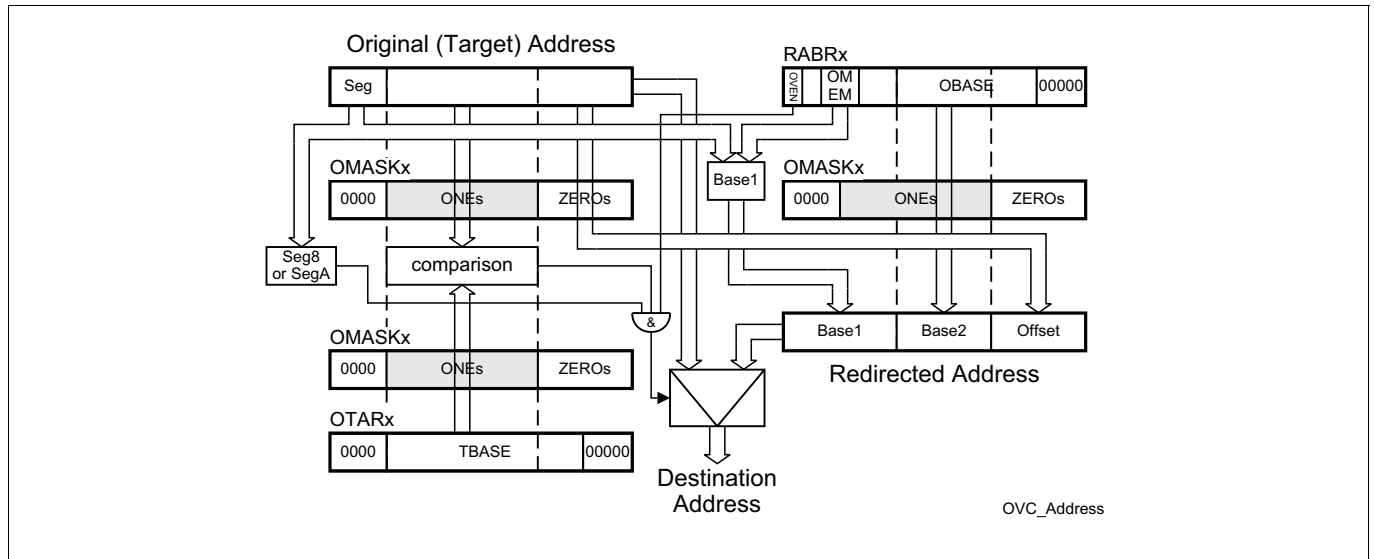 Original (Target) Address
RABRx
Seg
OVEN
OM
EM
OBASE
00000
OMASKx
0000
ONEs
ZEROs
Base1
OMASKx
0000
ONEs
ZEROs
Seg8
or SegA
comparison
&
Base1
Base2
Offset
Redirected Address
OMASKx
0000
ONEs
ZEROs
OTARx
0000
TBASE
00000
Destination
Address
OVC_Address